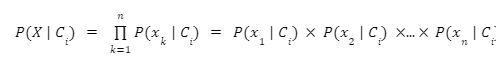 P(X | C_i) = ∏_{k=1}^{n} P(x_k | C_i) = P(x_1 | C_i) × P(x_2 | C_i) ×...× P(x_n | C_i